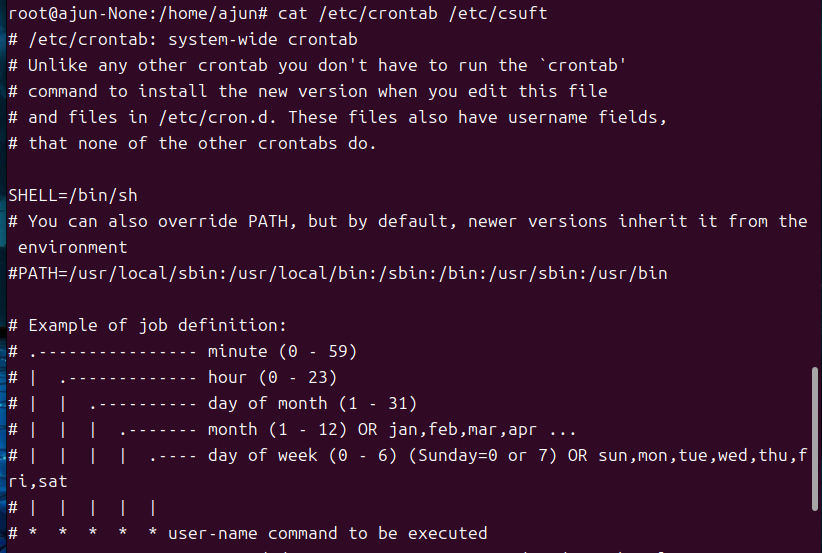 root@ajun-None:/home/ajun# cat /etc/crontab /etc/csuft
# /etc/crontab: system-wide crontab
# Unlike any other crontab you don't have to run the `crontab'
# command to install the new version when you edit this file
# and files in /etc/cron.d. These files also have username fields,
# that none of the other crontabs do.

SHELL=/bin/sh
# You can also override PATH, but by default, newer versions inherit it from the
 environment
#PATH=/usr/local/sbin:/usr/local/bin:/sbin:/bin:/usr/sbin:/usr/bin

# Example of job definition:
# .---------------- minute (0 - 59)
# |  .------------- hour (0 - 23)
# |  |  .---------- day of month (1 - 31)
# |  |  |  .------- month (1 - 12) OR jan,feb,mar,apr ...
# |  |  |  |  .---- day of week (0 - 6) (Sunday=0 or 7) OR sun,mon,tue,wed,thu,f
ri,sat
# |  |  |  |  |
# *  *  *  *  * user-name command to be executed